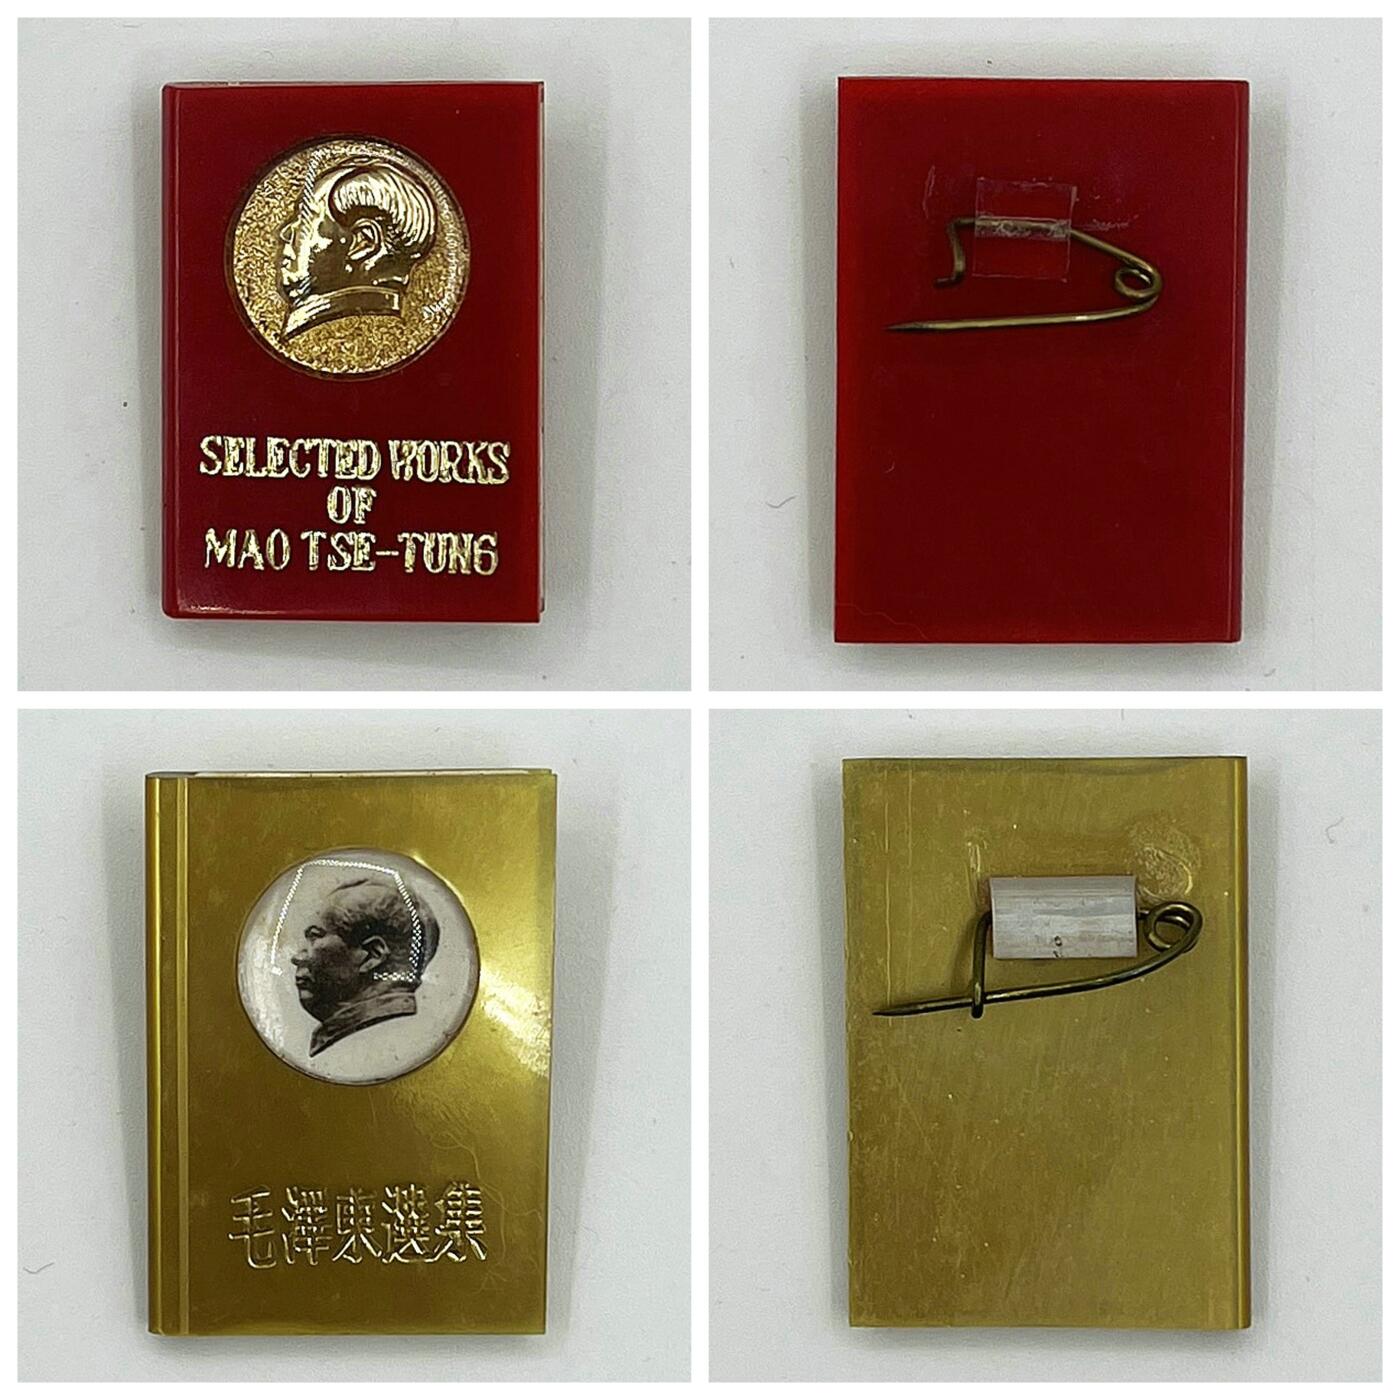 SELECTED WORKS
OF
MAO TSE-TUNG
毛澤東選集